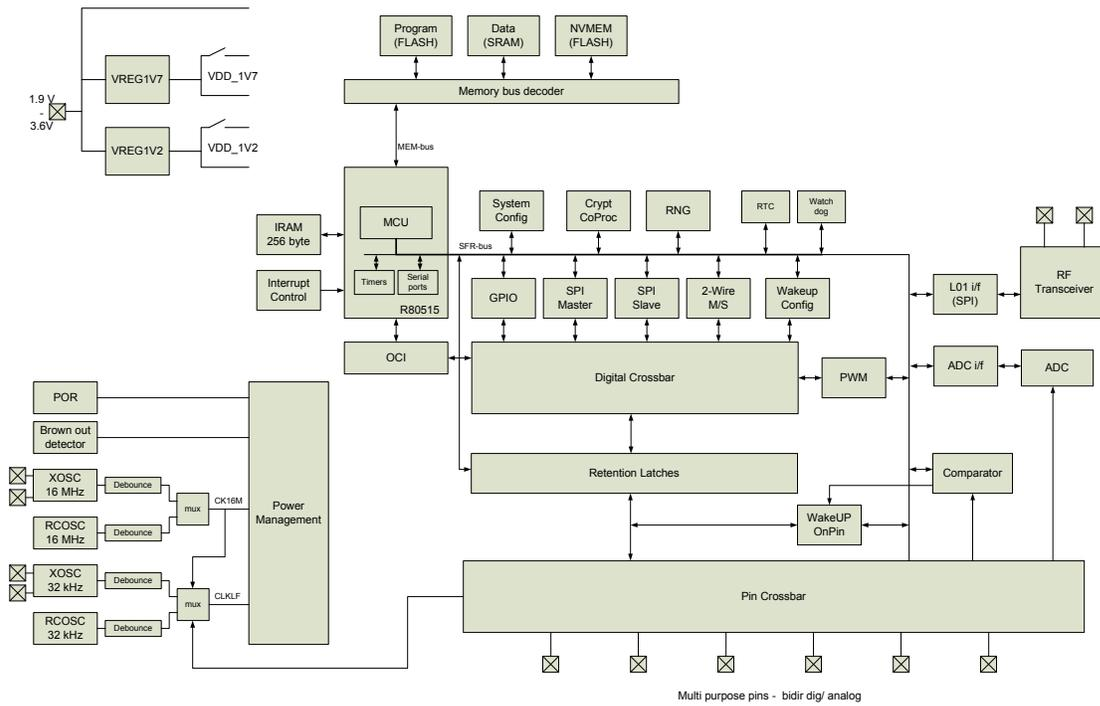 Program
(FLASH)
Data
(SRAM)
NVMEM
(FLASH)
VREG1V7
VDD_1V7
Memory bus decoder
1.9 V
-
3.6V
VREG1V2
VDD_1V2
MEM-bus
MCU
System
Config
Crypt
CoProc
RNG
RTC
Watch
dog
IRAM
256 byte
SFR-bus
Timers
Serial
ports
R80515
Interrupt
Control
GPIO
SPI
Master
SPI
Slave
2-Wire
M/S
Wakeup
Config
L01 i/f
(SPI)
RF
Transceiver
OCI
Digital Crossbar
PWM
ADC i/f
ADC
POR
Brown out
detector
XOSC
16 MHz
Debounce
mux
CK16M
RCOSC
16 MHz
Debounce
Power
Management
Retention Latches
Comparator
WakeUP
OnPin
XOSC
32 kHz
Debounce
mux
CLKLF
RCOSC
32 kHz
Debounce
Pin Crossbar
Multi purpose pins - bidir dig/ analog